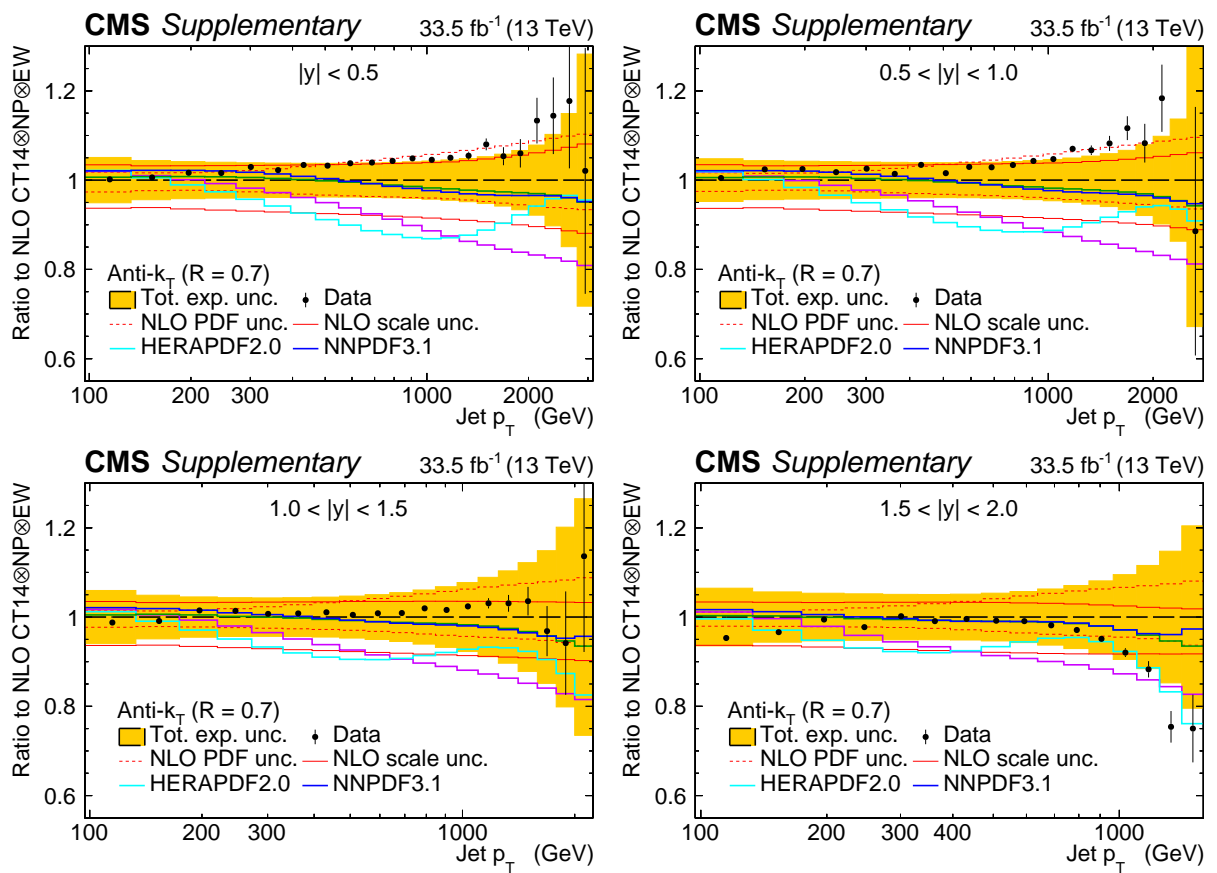 CMS Supplementary 33.5 fb⁻¹ (13 TeV)
Ratio to NLO CT14⊗NP⊗EW
|y| < 0.5
1.2
1
0.8
0.6
Anti-k_T (R = 0.7)
Tot. exp. unc. Data
NLO PDF unc. NLO scale unc.
HERAPDF2.0 NNPDF3.1
100 200 300 1000 2000
Jet p_T (GeV)
CMS Supplementary 33.5 fb⁻¹ (13 TeV)
Ratio to NLO CT14⊗NP⊗EW
0.5 < |y| < 1.0
1.2
1
0.8
0.6
Anti-k_T (R = 0.7)
Tot. exp. unc. Data
NLO PDF unc. NLO scale unc.
HERAPDF2.0 NNPDF3.1
100 200 300 1000 2000
Jet p_T (GeV)
CMS Supplementary 33.5 fb⁻¹ (13 TeV)
Ratio to NLO CT14⊗NP⊗EW
1.0 < |y| < 1.5
1.2
1
0.8
0.6
Anti-k_T (R = 0.7)
Tot. exp. unc. Data
NLO PDF unc. NLO scale unc.
HERAPDF2.0 NNPDF3.1
100 200 300 1000
Jet p_T (GeV)
CMS Supplementary 33.5 fb⁻¹ (13 TeV)
Ratio to NLO CT14⊗NP⊗EW
1.5 < |y| < 2.0
1.2
1
0.8
0.6
Anti-k_T (R = 0.7)
Tot. exp. unc. Data
NLO PDF unc. NLO scale unc.
HERAPDF2.0 NNPDF3.1
100 200 300 400 1000
Jet p_T (GeV)